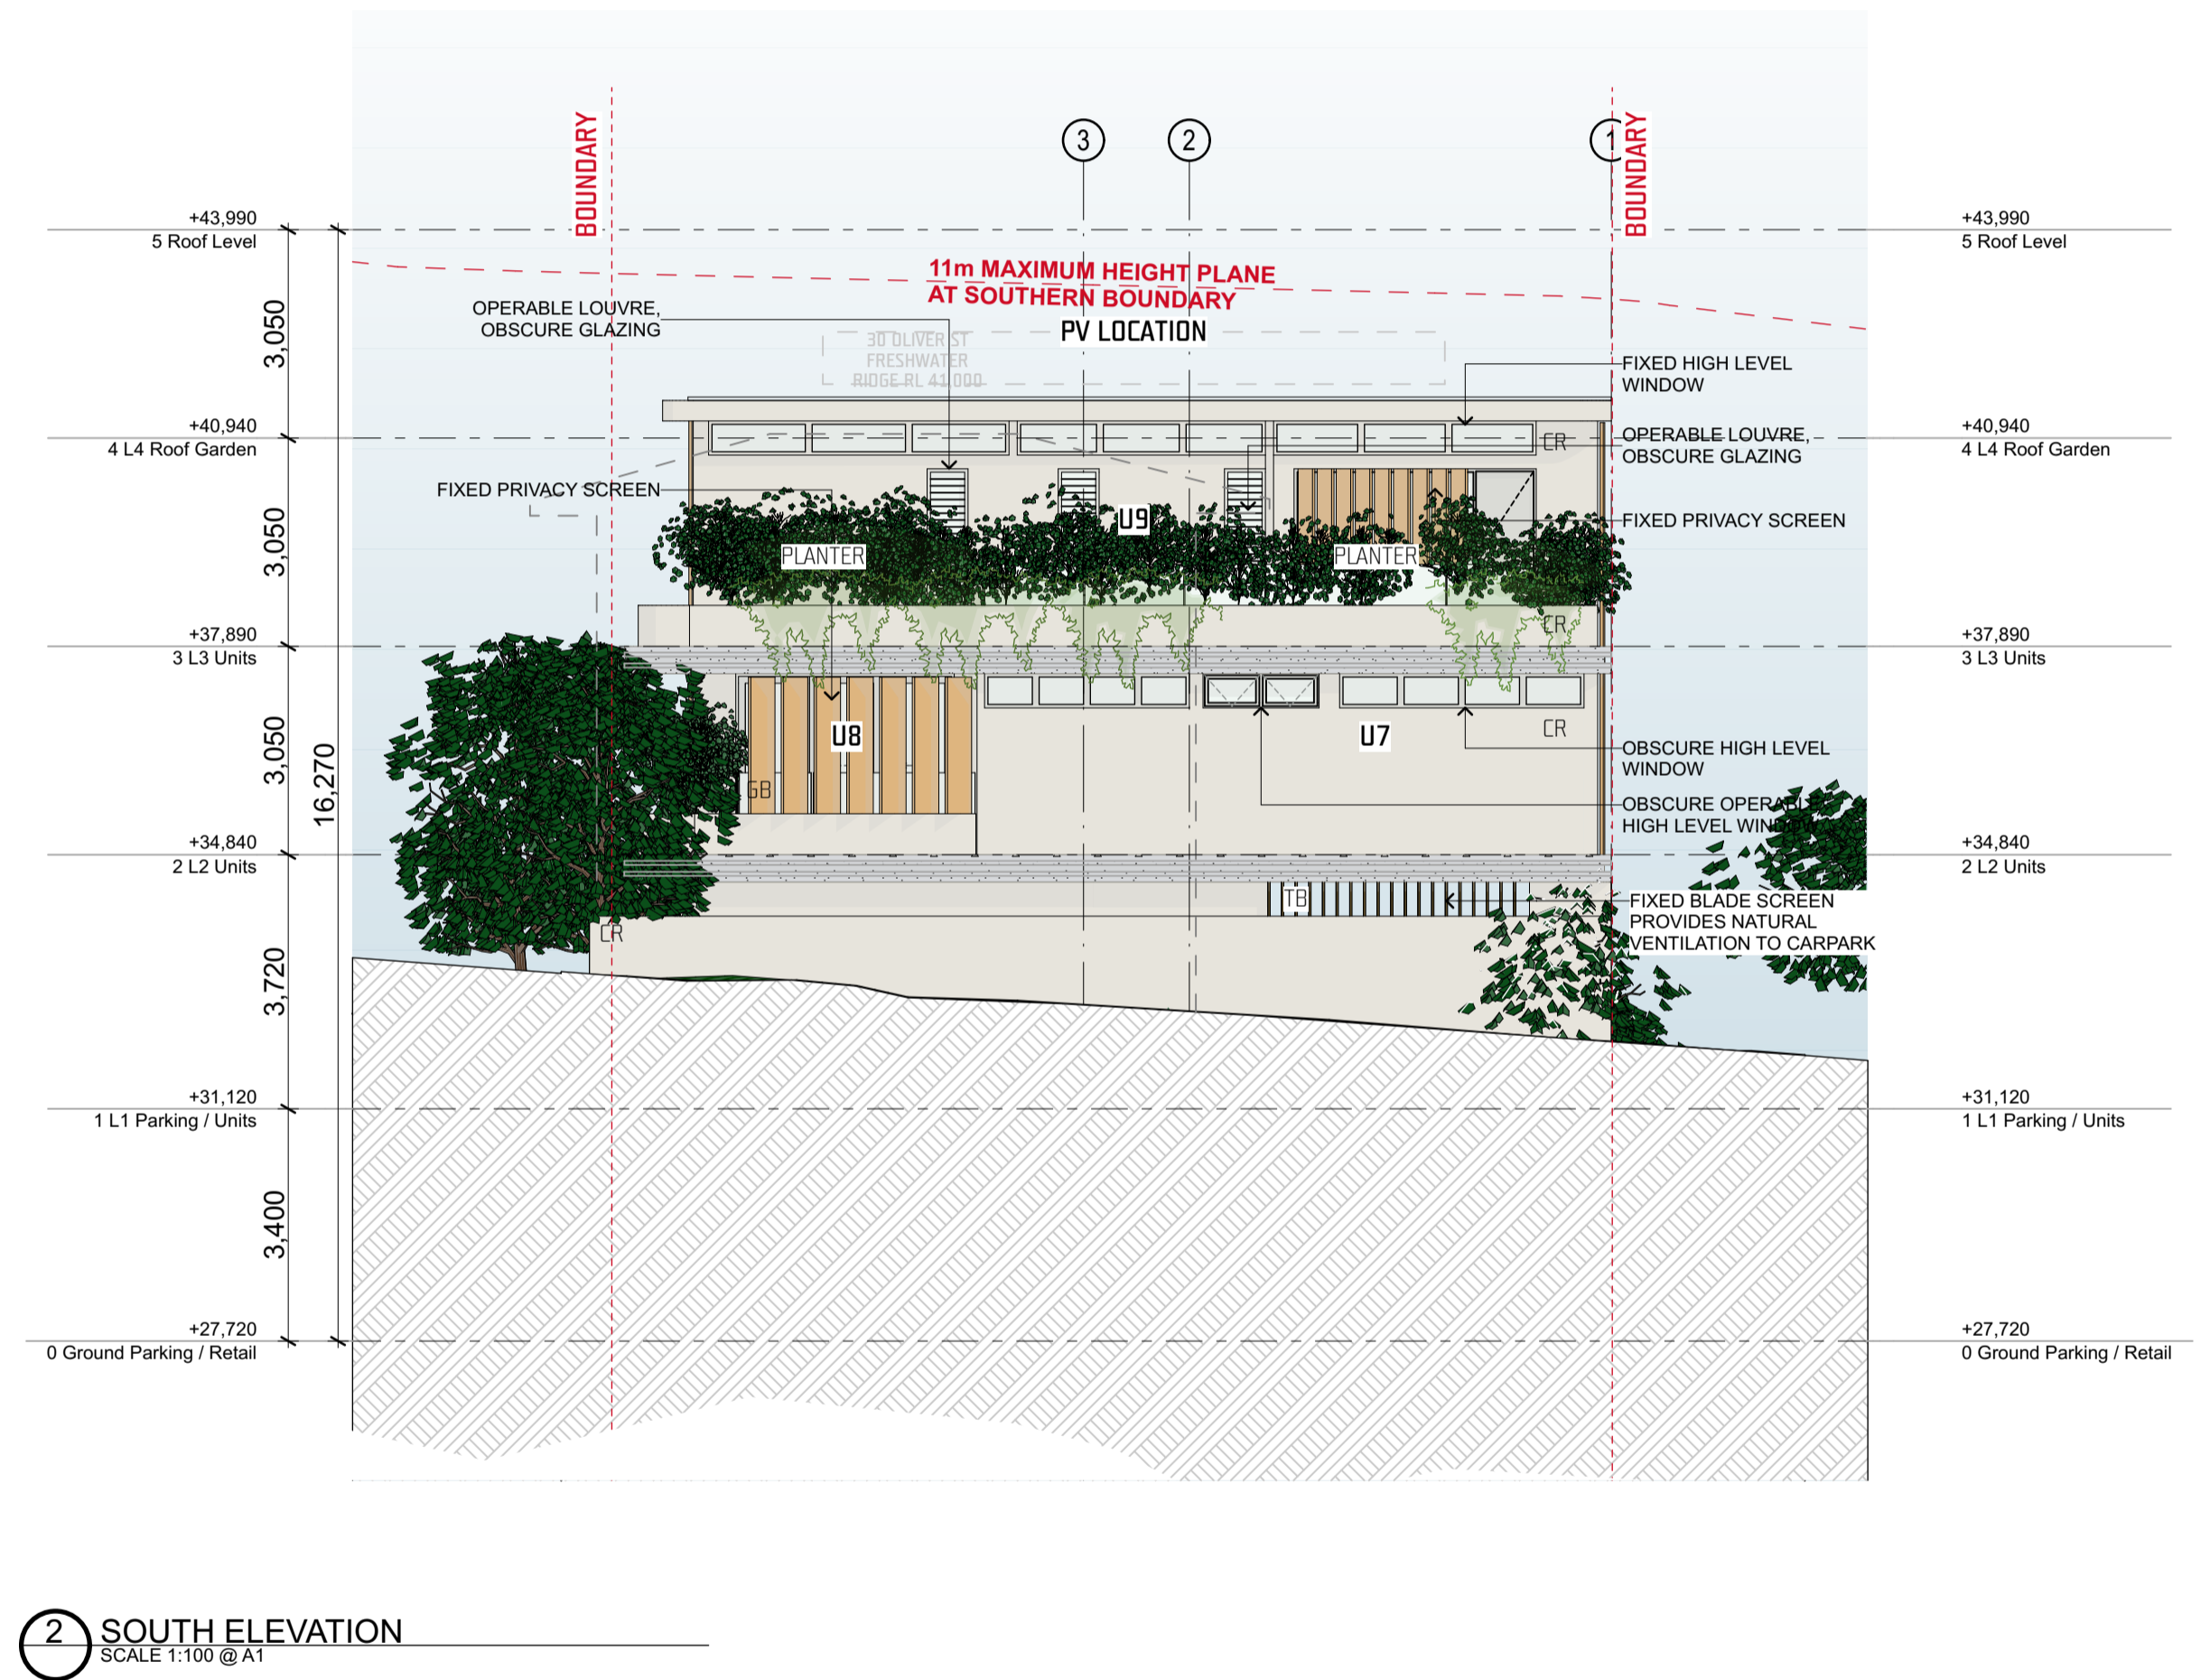 BOUNDARY
3
2
1
BOUNDARY
+43,990
5 Roof Level
+43,990
5 Roof Level
11m MAXIMUM HEIGHT PLANE
AT SOUTHERN BOUNDARY
OPERABLE LOUVRE,
OBSCURE GLAZING
PV LOCATION
30 OLIVER ST
FRESHWATER
RIDGE RL 41,000
3,050
FIXED HIGH LEVEL
WINDOW
+40,940
4 L4 Roof Garden
CR
OPERABLE LOUVRE,
OBSCURE GLAZING
+40,940
4 L4 Roof Garden
FIXED PRIVACY SCREEN
U9
FIXED PRIVACY SCREEN
3,050
PLANTER
PLANTER
+37,890
3 L3 Units
CR
+37,890
3 L3 Units
3,050
16,270
U8
U7
CR
GB
OBSCURE HIGH LEVEL
WINDOW
OBSCURE OPERABLE
HIGH LEVEL WINDOW
+34,840
2 L2 Units
+34,840
2 L2 Units
TB
FIXED BLADE SCREEN
PROVIDES NATURAL
VENTILATION TO CARPARK
CR
3,720
+31,120
1 L1 Parking / Units
+31,120
1 L1 Parking / Units
3,400
+27,720
0 Ground Parking / Retail
+27,720
0 Ground Parking / Retail
2
SOUTH ELEVATION
SCALE 1:100 @ A1